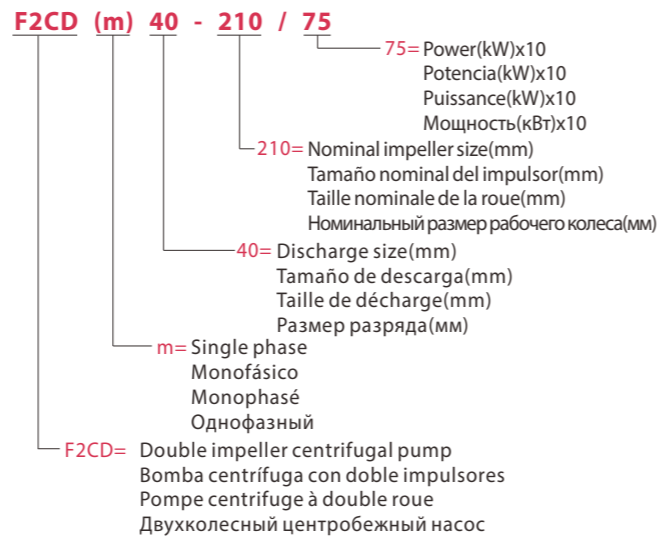 F2CD (m) 40 - 210 / 75
75= Power(kW)x10
Potencia(kW)x10
Puissance(kW)x10
Мощность(кВт)x10
210= Nominal impeller size(mm)
Tamaño nominal del impulsor(mm)
Taille nominale de la roue(mm)
Номинальный размер рабочего колеса(мм)
40= Discharge size(mm)
Tamaño de descarga(mm)
Taille de décharge(mm)
Размер разряда(мм)
m= Single phase
Monofásico
Monophasé
Однофазный
F2CD= Double impeller centrifugal pump
Bomba centrífuga con doble impulsores
Pompe centrifuge à double roue
Двухколесный центробежный насос